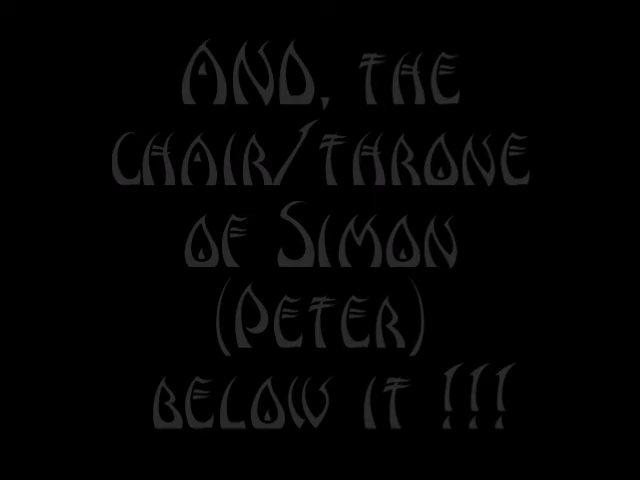 AND, THE
CHAIR/THRONE
OF SIMON
(PETER)
BELOW IT !!!